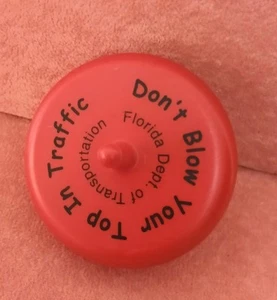 Don't Blow Your Top In Traffic
Florida Dept. of Transportation